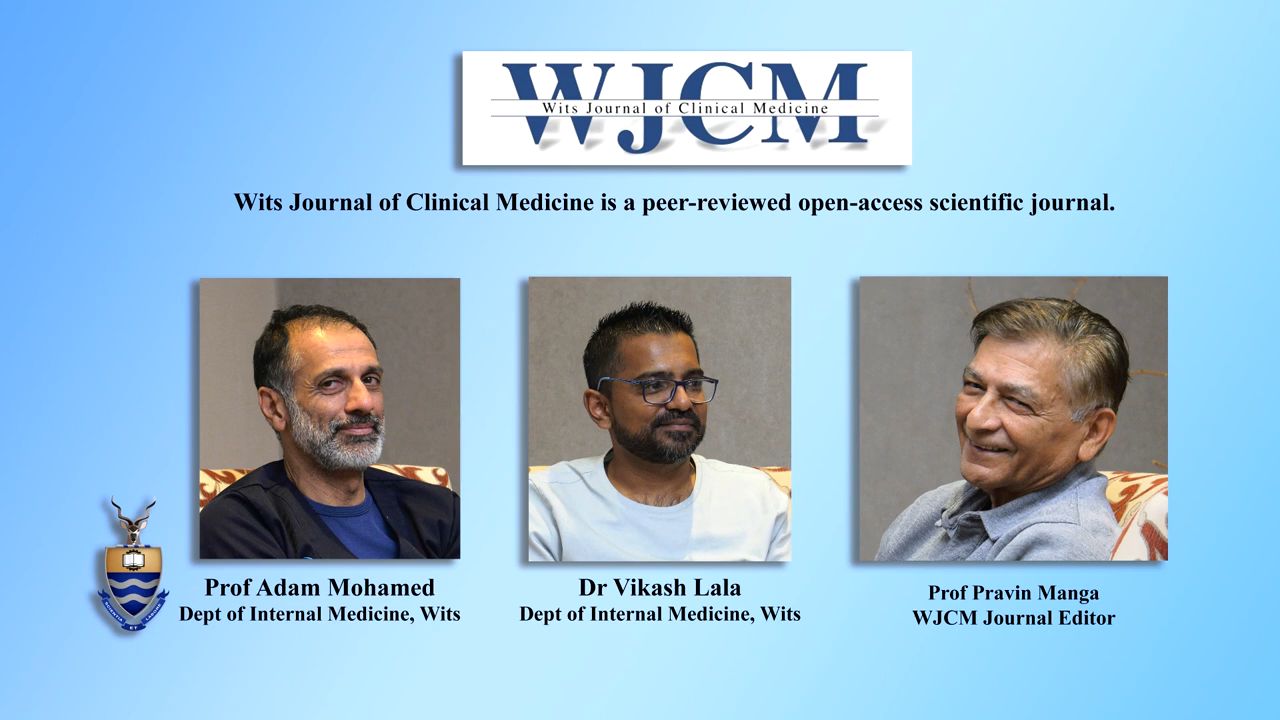 WJCM
Wits Journal of Clinical Medicine
Wits Journal of Clinical Medicine is a peer-reviewed open-access scientific journal.
Prof Adam Mohamed
Dept of Internal Medicine, Wits
Dr Vikash Lala
Dept of Internal Medicine, Wits
Prof Pravin Manga
WJCM Journal Editor